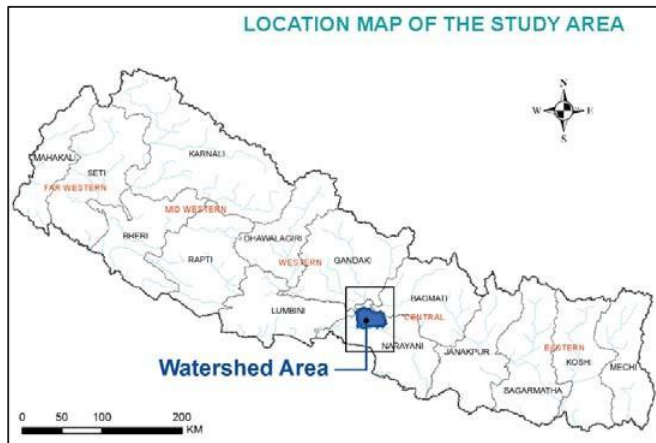 LOCATION MAP OF THE STUDY AREA
N
W E
S
MAHAKALI
SETI
KARNALI
FAR WESTERN
MID WESTERN
BHERI
RAPTI
DHAWALAGIRI
WESTERN
GANDAKI
LUMBINI
BAGMATI
CENTRAL
NARAYANI
JANAKPUR
EASTERN
KOSHI
MECHI
SAGARMATHA
Watershed Area
0 50 100 200
KM